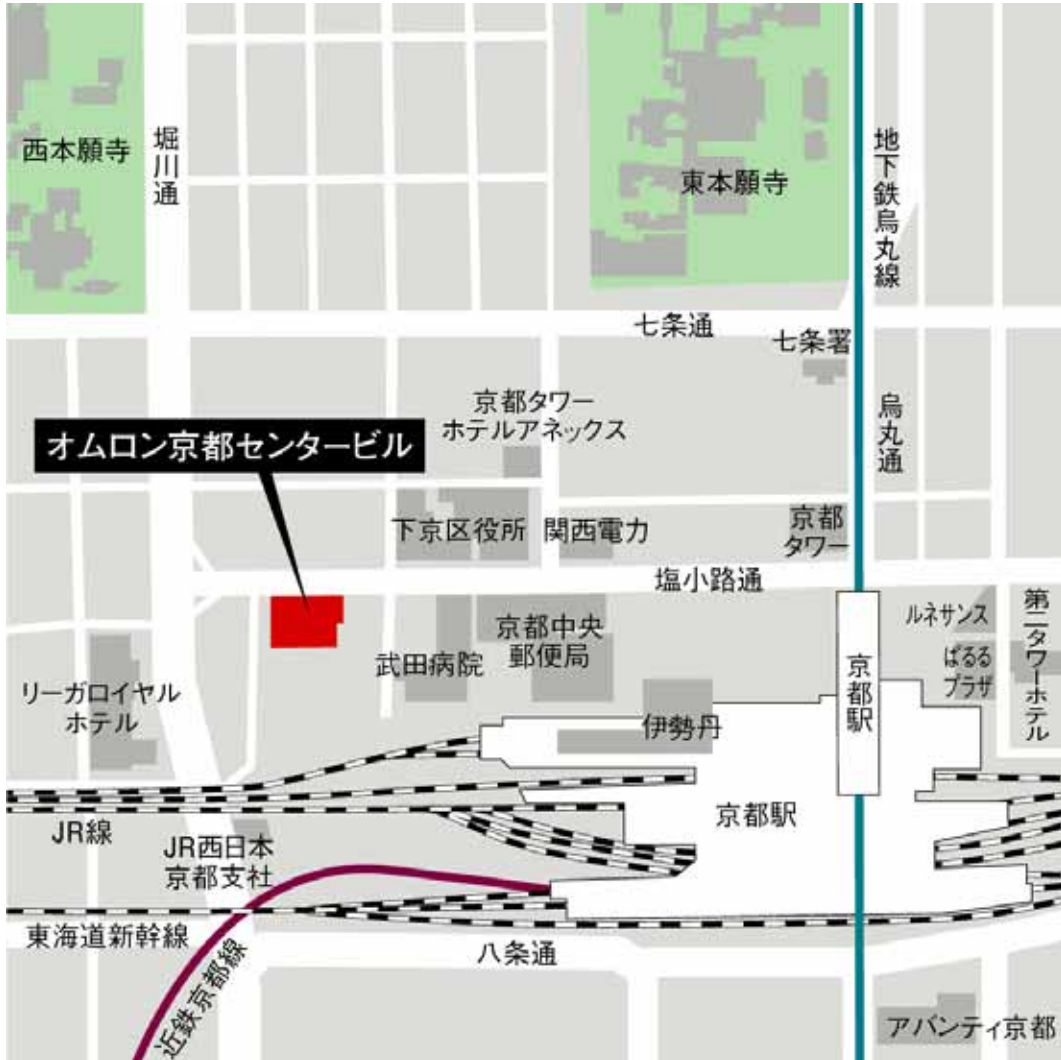 西本願寺
堀川通
東本願寺
地下鉄烏丸線
七条通
七条署
京都タワー
ホテルアネックス
烏丸通
オムロン京都センタービル
下京区役所
関西電力
京都
タワー
塩小路通
ルネサンス
第二タワーホテル
京都中央
郵便局
武田病院
ぱるる
プラザ
京都駅
リーガロイヤル
ホテル
伊勢丹
京都駅
JR線
JR西日本
京都支社
東海道新幹線
八条通
近鉄京都線
アバンティ京都